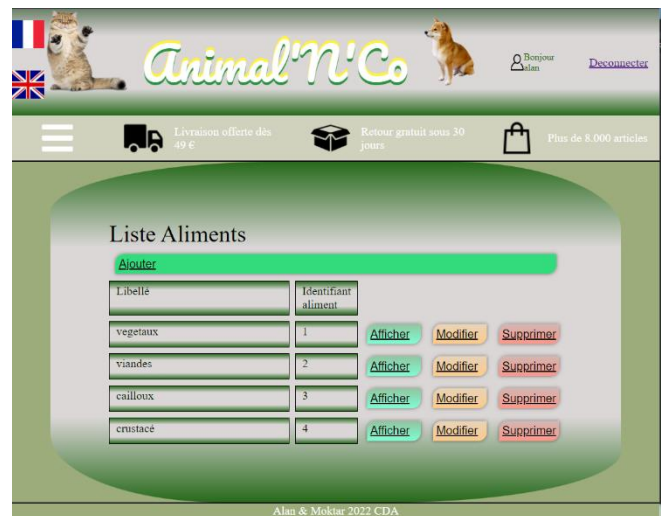 Animal'N'Co
Bonjour
alan
Deconnecter
Livraison offerte dès
49 €
Retour gratuit sous 30
jours
Plus de 8.000 articles
Liste Aliments
Ajouter
Libellé
Identifiant
aliment
vegetaux 1 Afficher Modifier Supprimer
viandes 2 Afficher Modifier Supprimer
cailloux 3 Afficher Modifier Supprimer
crustacé 4 Afficher Modifier Supprimer
Alan & Moktar 2022 CDA